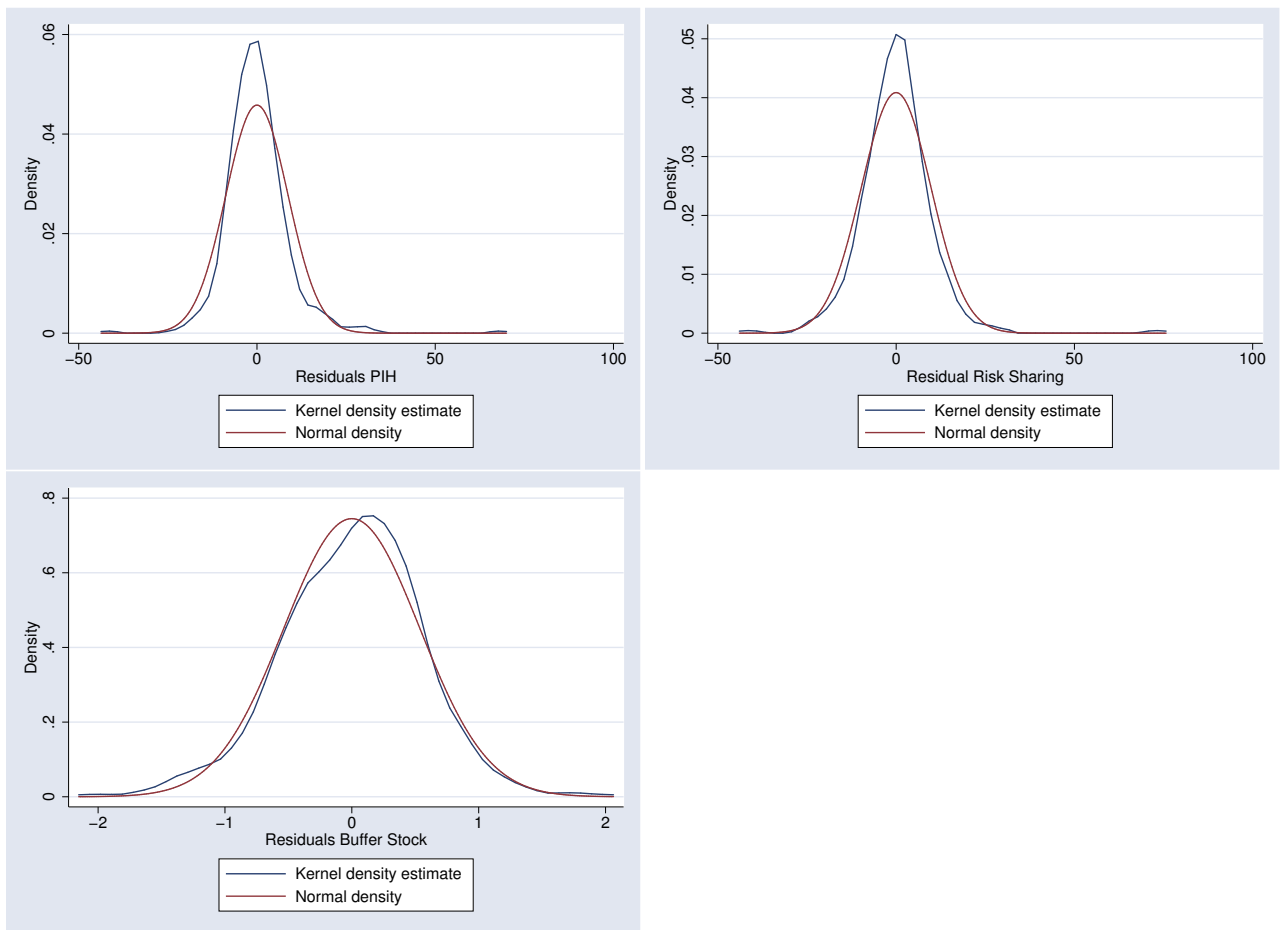 .06
.04
.02
0
Density
−50
0
50
100
Residuals PIH
Kernel density estimate
Normal density
.05
.04
.03
.02
.01
0
Density
−50
0
50
100
Residual Risk Sharing
Kernel density estimate
Normal density
.8
.6
.4
.2
0
Density
−2
−1
0
1
2
Residuals Buffer Stock
Kernel density estimate
Normal density